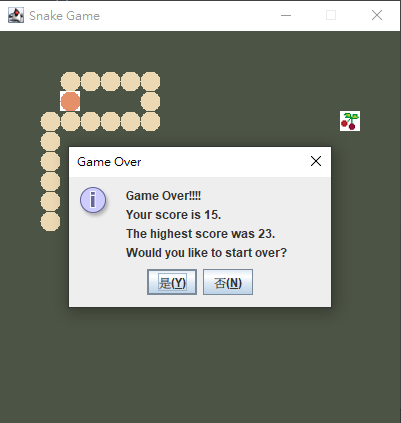 Snake Game
Game Over
Game Over!!!!
Your score is 15.
The highest score was 23.
Would you like to start over?
是(Y) 否(N)